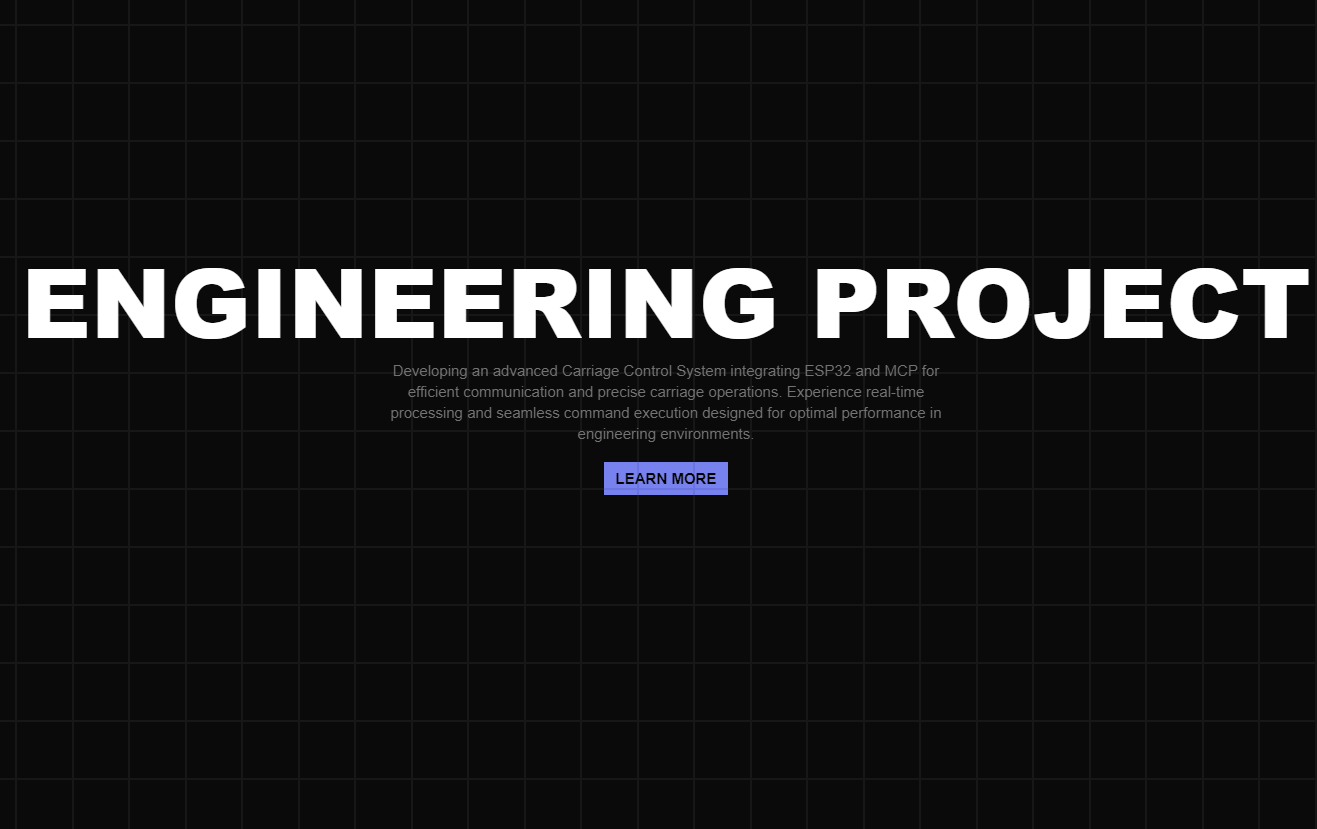 ENGINEERING PROJECT
Developing an advanced Carriage Control System integrating ESP32 and MCP for
efficient communication and precise carriage operations. Experience real-time
processing and seamless command execution designed for optimal performance in
engineering environments.
LEARN MORE